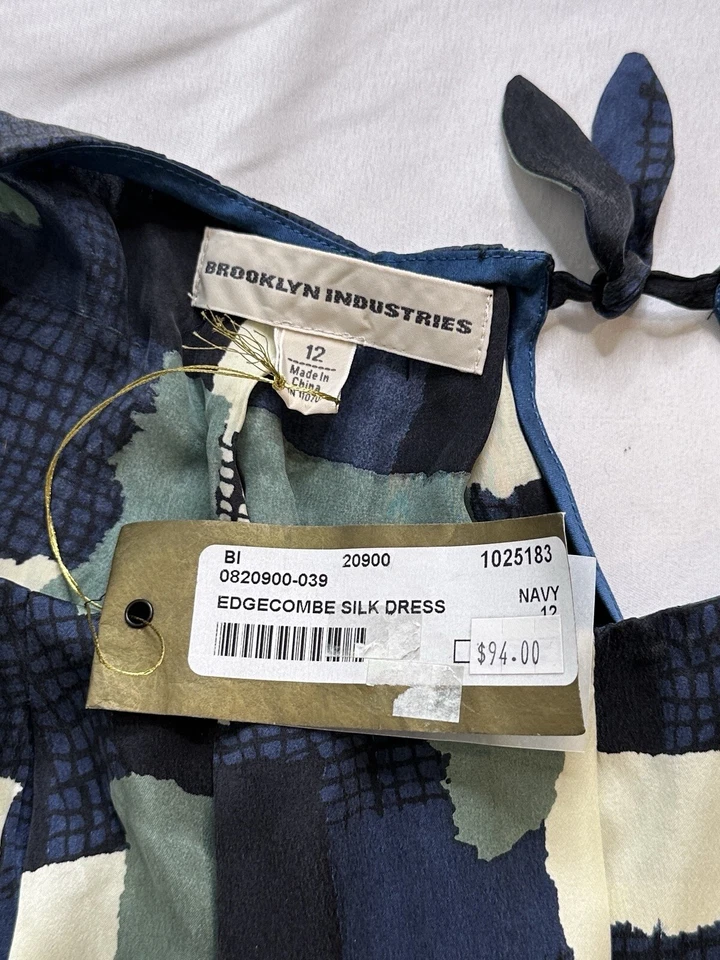 BROOKLYN INDUSTRIES
12
Made In
China
BI 20900 1025183
0820900-039
EDGECOMBE SILK DRESS NAVY
12
$94.00